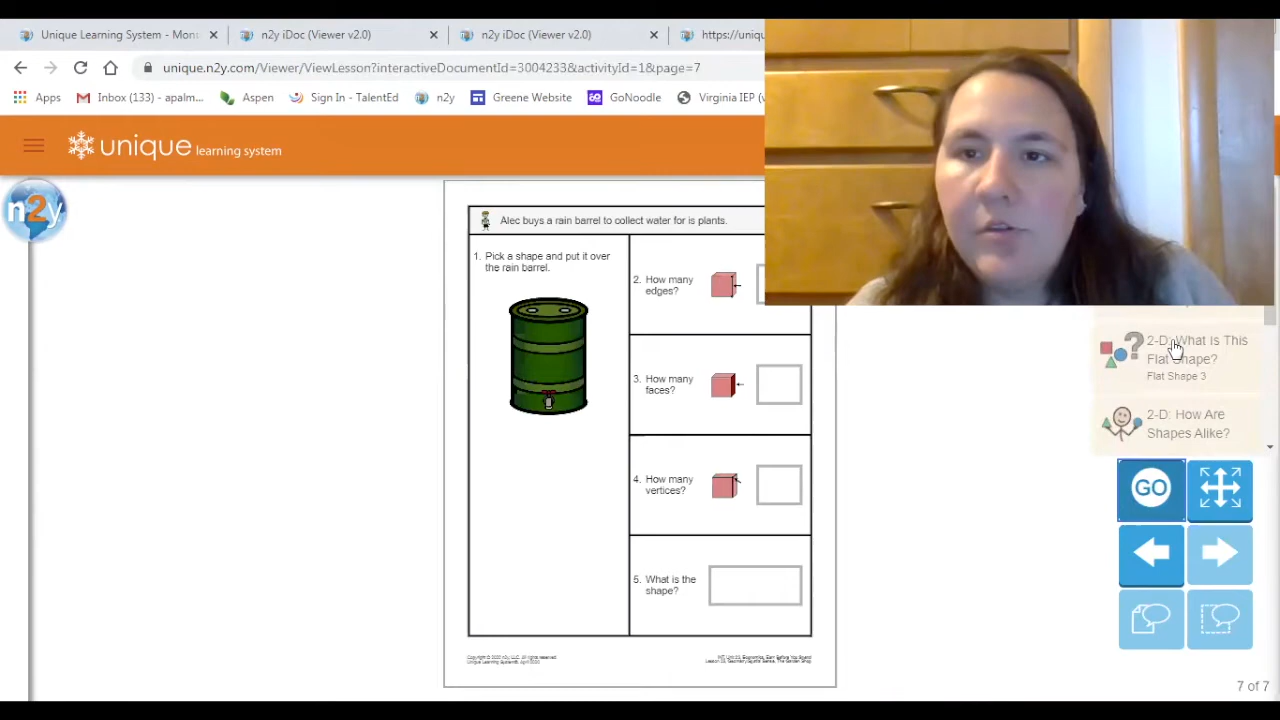 Unique Learning System - Mon
n2y iDoc (Viewer v2.0)
n2y iDoc (Viewer v2.0)
https://uniqu
unique.n2y.com/Viewer/ViewLesson?interactiveDocumentId=3004233&activityId=1&page=7
Apps
Inbox (133) - apalm...
Aspen
Sign In - TalentEd
n2y
Greene Website
GoNoodle
Virginia IEP (v
unique learning system
n2y
Alec buys a rain barrel to collect water for is plants.
1. Pick a shape and put it over
the rain barrel.
2. How many
edges?
3. How many
faces?
4. How many
vertices?
5. What is the
shape?
2-D: What Is This
Flat Shape?
Flat Shape 3
2-D: How Are
Shapes Alike?
GO
7 of 7